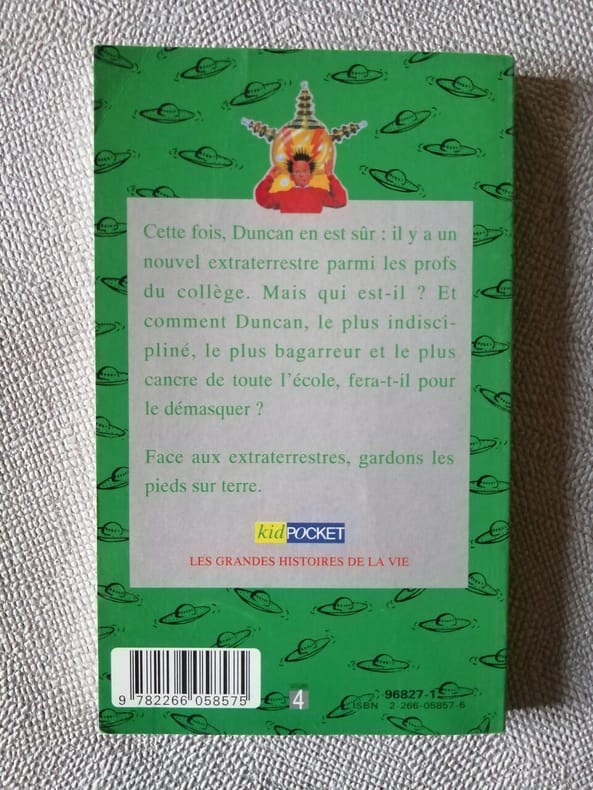 Cette fois, Duncan en est sûr : il y a un
nouvel extraterrestre parmi les profs
du collège. Mais qui est-il ? Et
comment Duncan, le plus indisci-
pliné, le plus bagarreur et le plus
cancre de toute l'école, fera-t-il pour
le démasquer ?
Face aux extraterrestres, gardons les
pieds sur terre.
kid POCKET
LES GRANDES HISTOIRES DE LA VIE
9 782266 058575
4
96827-1
ISBN 2-266-05857-6